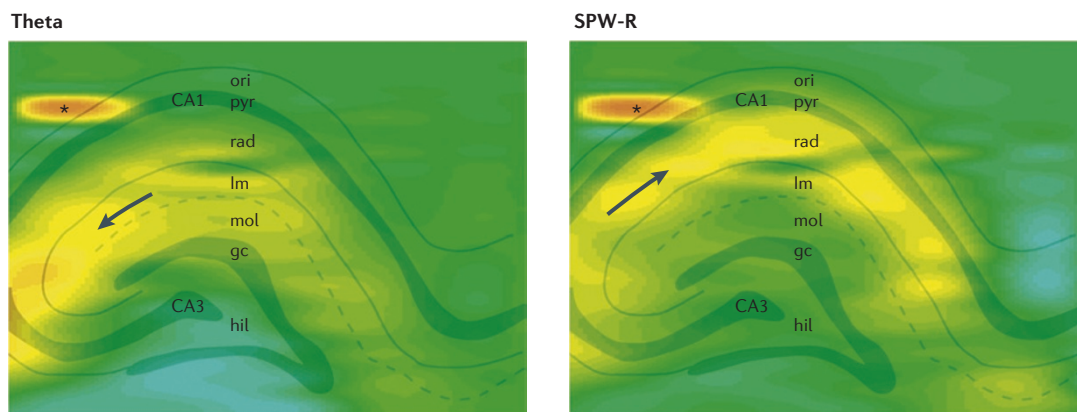 Theta
SPW-R
ori
CA1 pyr
*
rad
lm
mol
gc
CA3
hil
ori
CA1 pyr
*
rad
lm
mol
gc
CA3
hil